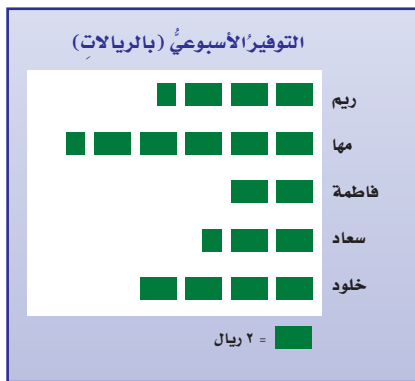 التوفيرُ الأسبوعيُّ (بالريالاتِ)
ريم
مها
فاطمة
سعاد
خلود
= ٢ ريال